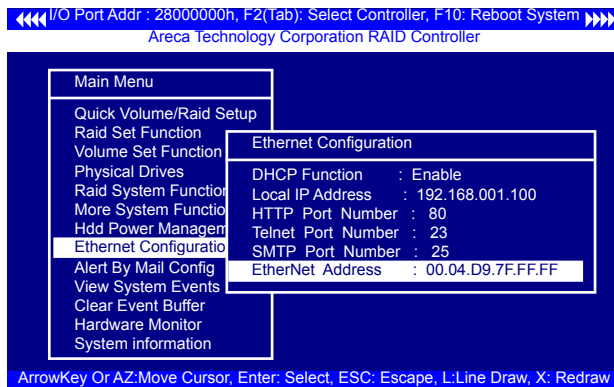 I/O Port Addr : 28000000h, F2(Tab): Select Controller, F10: Reboot System
Areca Technology Corporation RAID Controller
Main Menu
Quick Volume/Raid Setup
Raid Set Function
Volume Set Function
Physical Drives
Raid System Function
More System Functio
Hdd Power Managem
Ethernet Configuratio
Alert By Mail Config
View System Events
Clear Event Buffer
Hardware Monitor
System information
Ethernet Configuration
DHCP Function : Enable
Local IP Address : 192.168.001.100
HTTP Port Number : 80
Telnet Port Number : 23
SMTP Port Number : 25
EtherNet Address : 00.04.D9.7F.FF.FF
ArrowKey Or AZ:Move Cursor, Enter: Select, ESC: Escape, L:Line Draw, X: Redraw